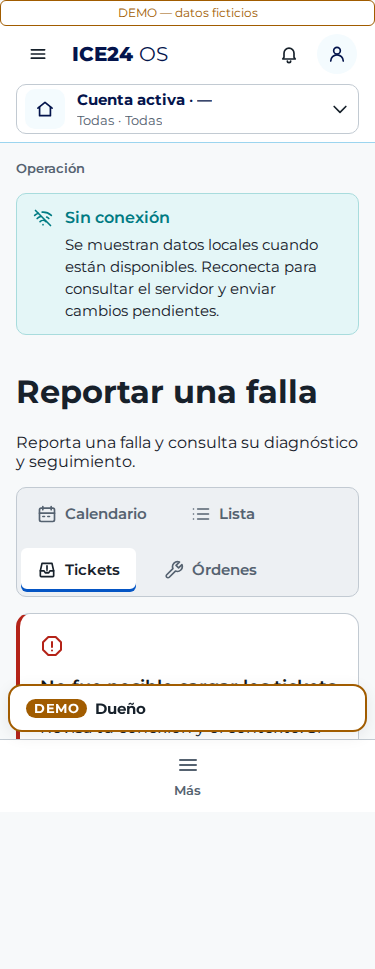 DEMO — datos ficticios
ICE24 OS
Cuenta activa · —
Todas · Todas
Operación
Sin conexión
Se muestran datos locales cuando
están disponibles. Reconecta para
consultar el servidor y enviar
cambios pendientes.
Reportar una falla
Reporta una falla y consulta su diagnóstico
y seguimiento.
Calendario
Lista
Tickets
Órdenes
DEMO Dueño
Más